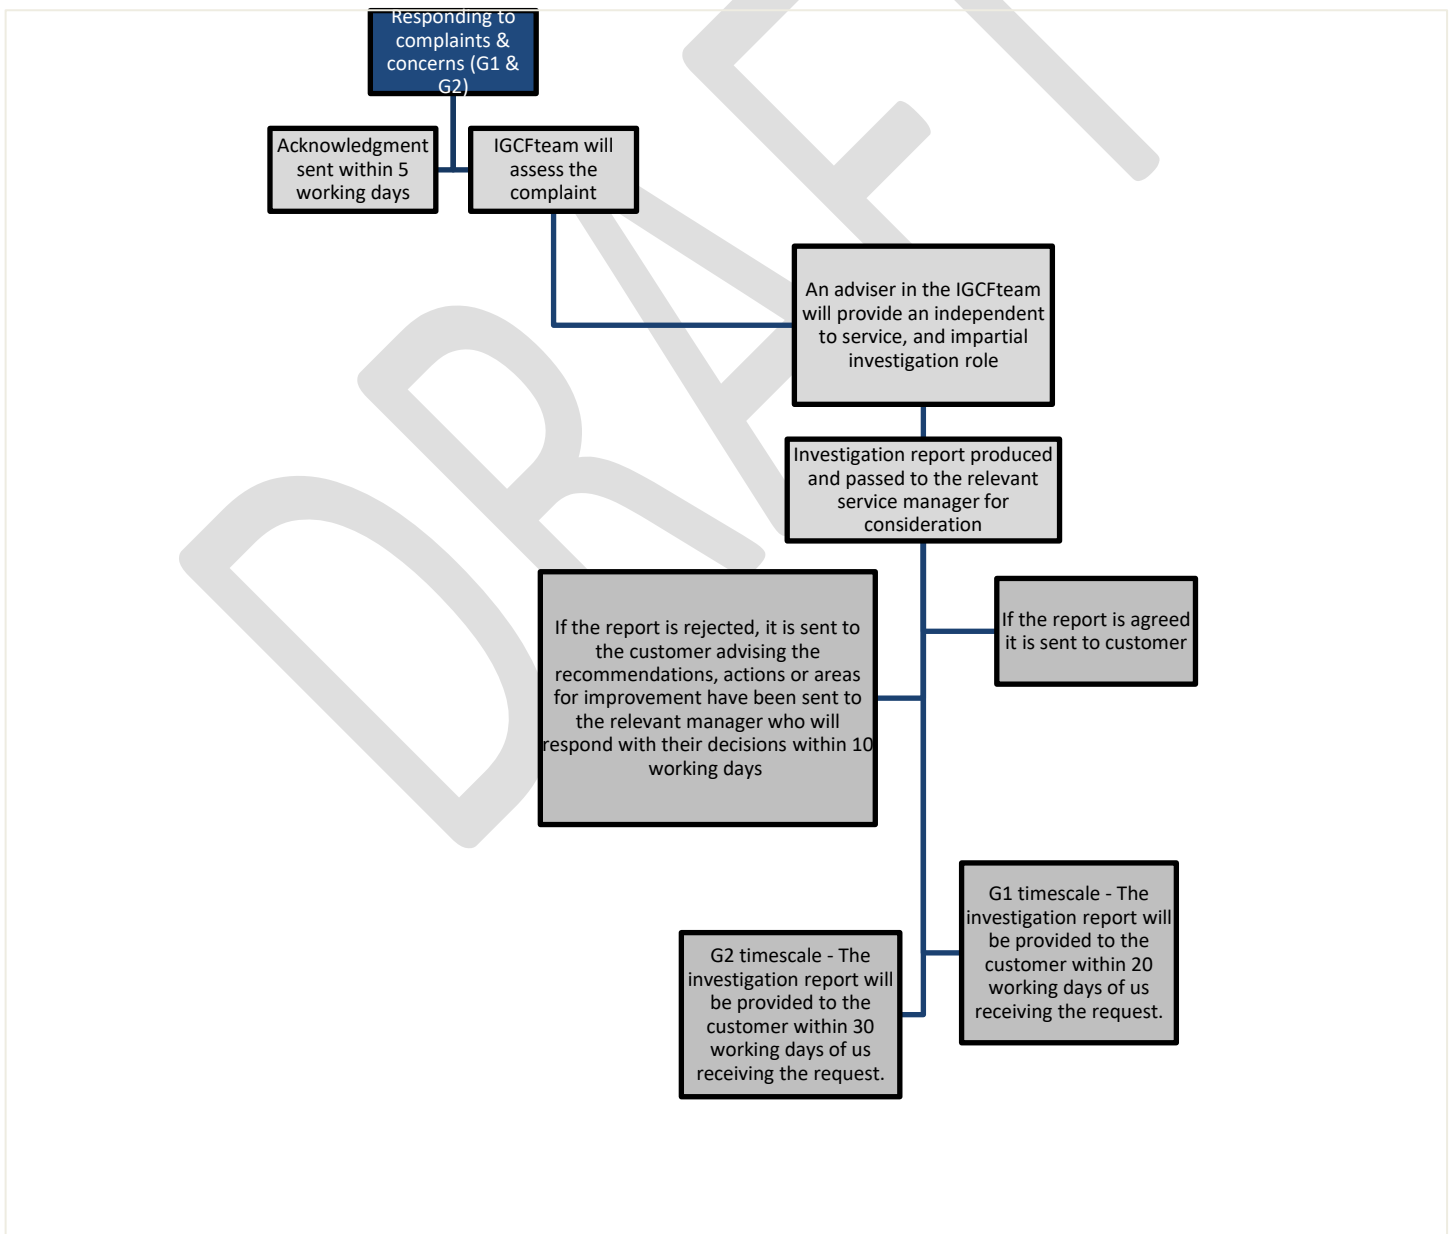 Responding to
complaints &
concerns (G1 &
G2)
Acknowledgment
sent within 5
working days
IGCFteam will
assess the
complaint
An adviser in the IGCFteam
will provide an independent
to service, and impartial
investigation role
Investigation report produced
and passed to the relevant
service manager for
consideration
If the report is rejected, it is sent to
the customer advising the
recommendations, actions or areas
for improvement have been sent to
the relevant manager who will
respond with their decisions within 10
working days
If the report is agreed
it is sent to customer
G1 timescale - The
investigation report will
be provided to the
customer within 20
working days of us
receiving the request.
G2 timescale - The
investigation report will
be provided to the
customer within 30
working days of us
receiving the request.
DRAFT